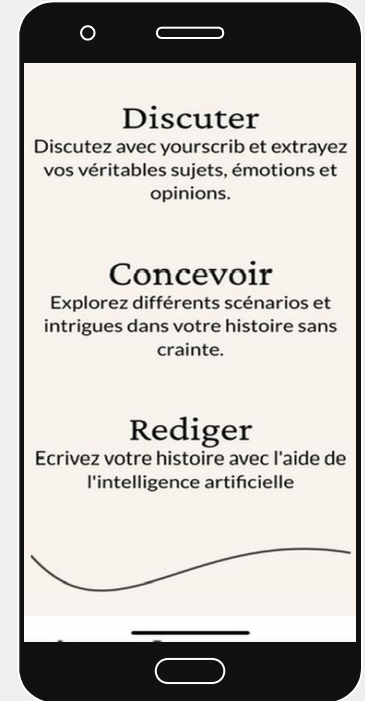 Discuter
Discutez avec yourscrib et extrayez
vos véritables sujets, émotions et
opinions.
Concevoir
Explorez différents scénarios et
intrigues dans votre histoire sans
crainte.
Rediger
Ecrivez votre histoire avec l'aide de
l'intelligence artificielle